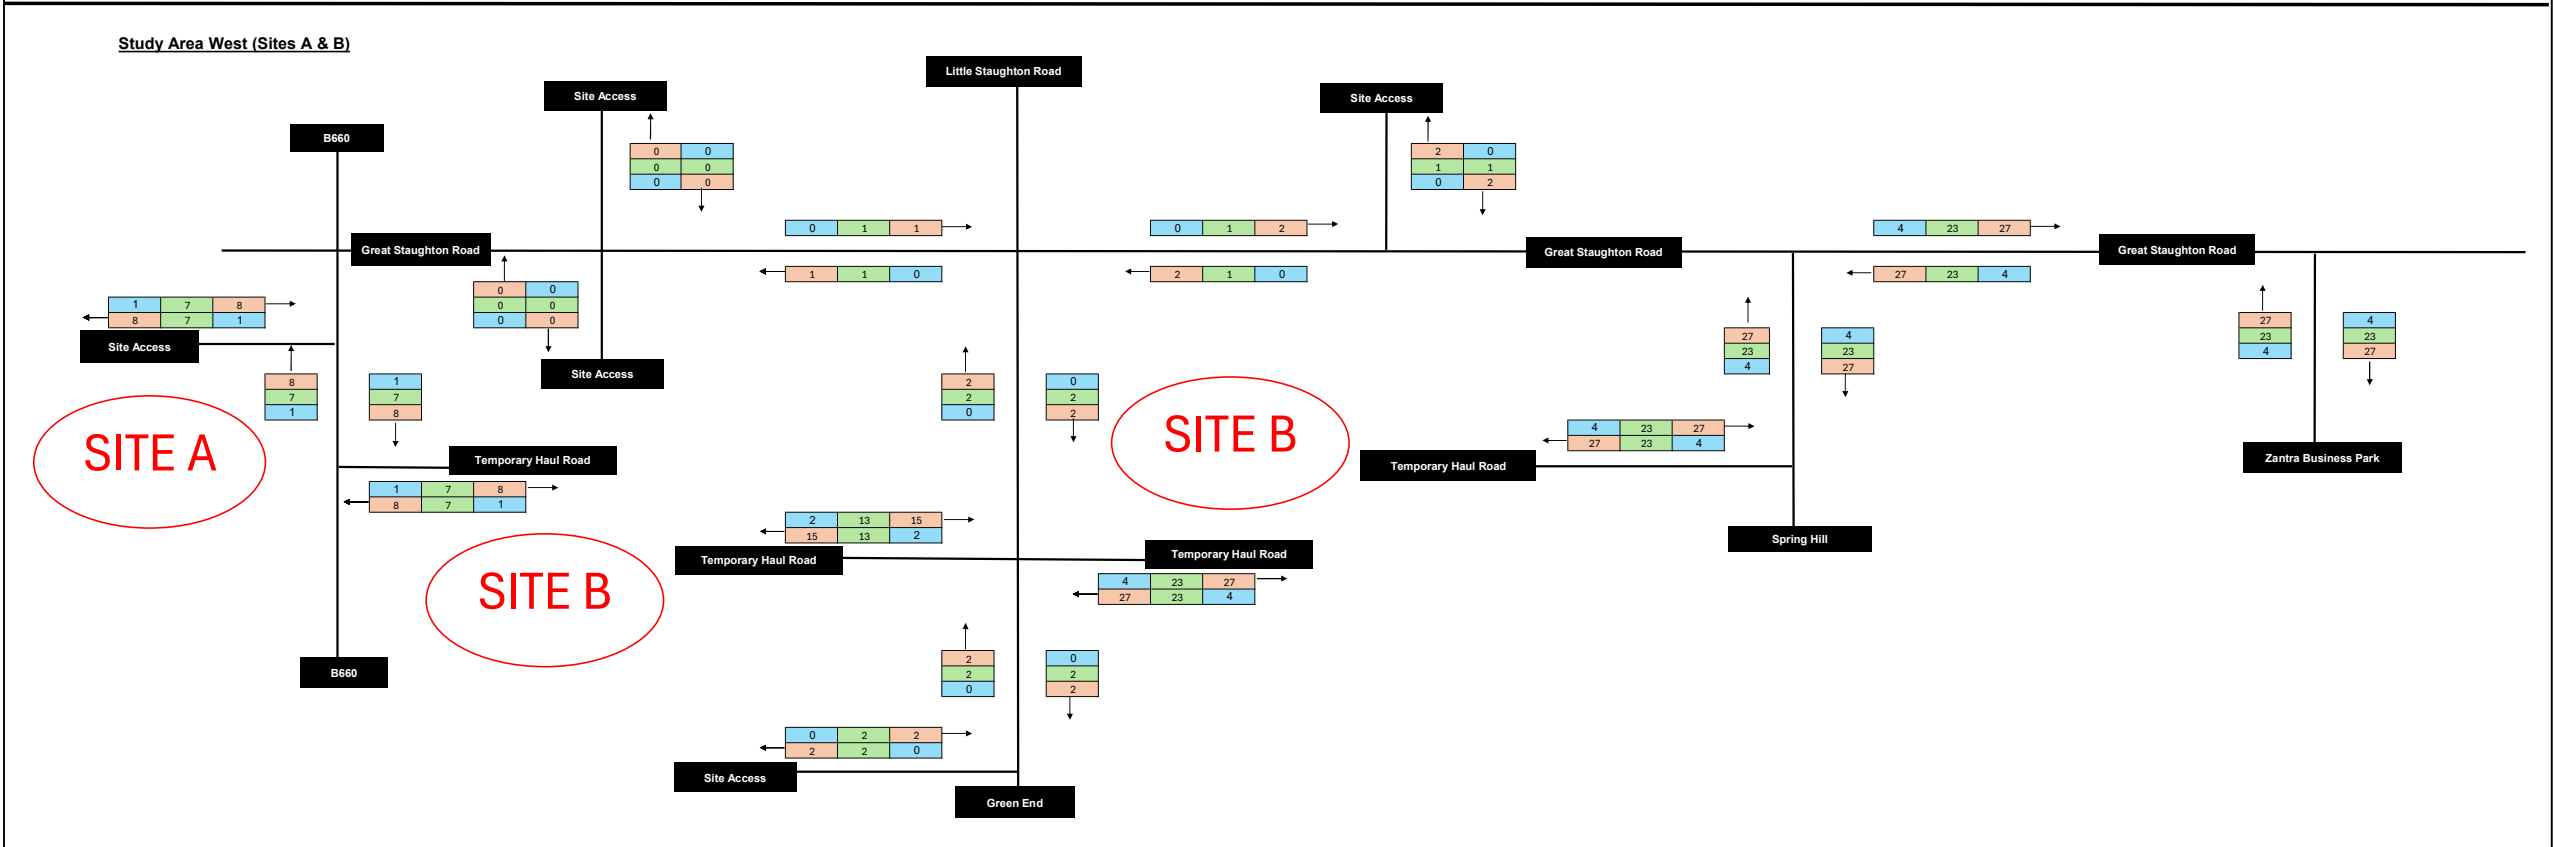 Study Area West (Sites A & B)
Little Staughton Road
Site Access
Site Access
B660
0 0
0 0
0 0
2 0
1 1
0 2
0 1 1
0 1 2
4 23 27
Great Staughton Road
Great Staughton Road
Great Staughton Road
1 1 0
2 1 0
27 23 4
0 0
0 0
0 0
1 7 8
8 7 1
Site Access
27
23
4
4
23
27
27
23
4
4
23
27
Site Access
8
7
1
1
7
8
2
2
0
0
2
2
SITE A
SITE B
4 23 27
27 23 4
Temporary Haul Road
Temporary Haul Road
Zantra Business Park
1 7 8
8 7 1
2 13 15
15 13 2
Spring Hill
Temporary Haul Road
Temporary Haul Road
SITE B
4 23 27
27 23 4
B660
2
2
0
0
2
2
0 2 2
2 2 0
Site Access
Green End